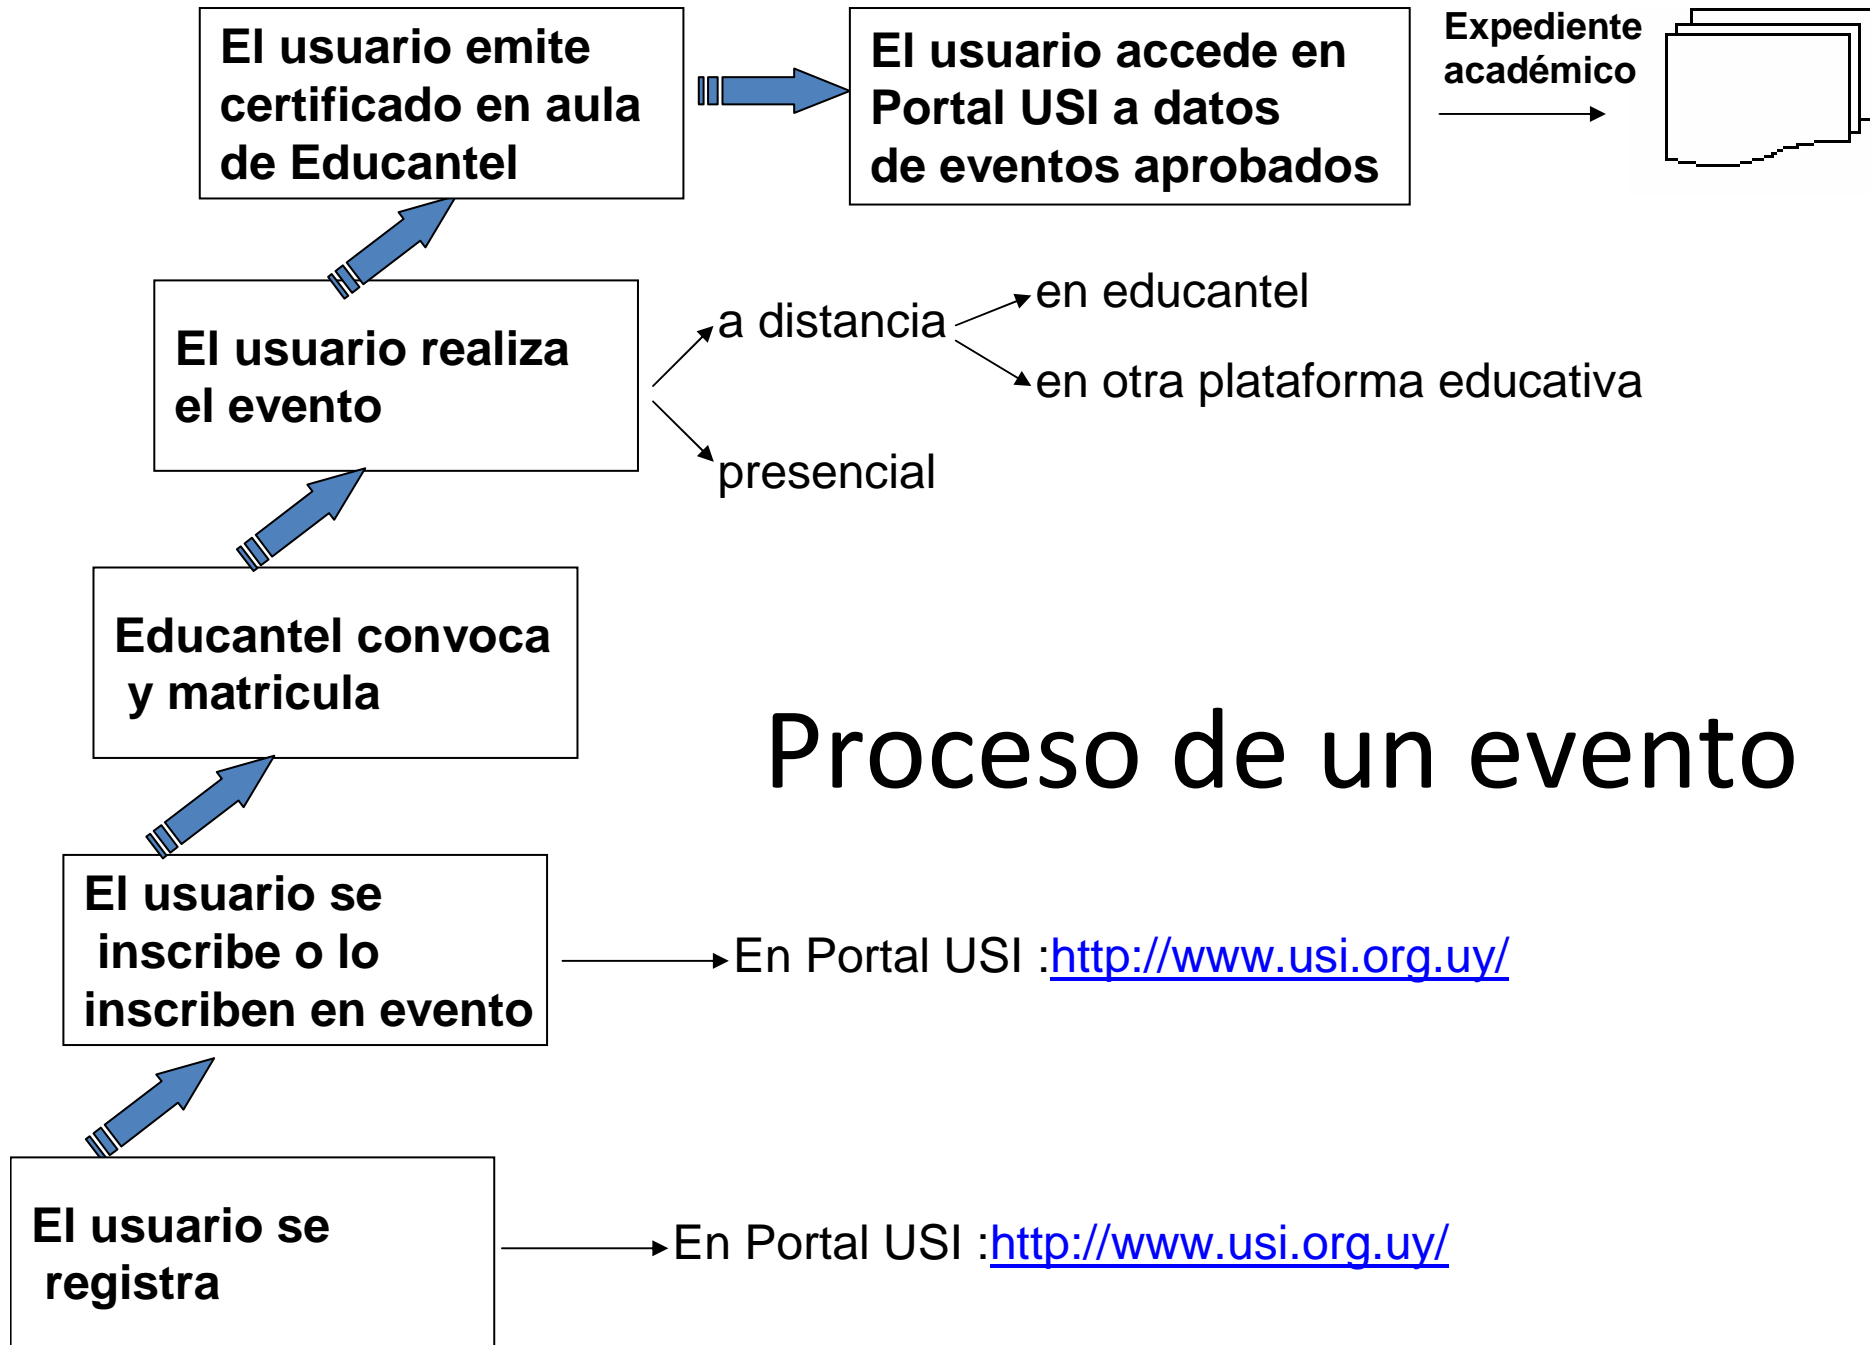 El usuario emite
certificado en aula
de Educantel
El usuario accede en
Portal USI a datos
de eventos aprobados
Expediente
académico
El usuario realiza
el evento
a distancia
en educantel
en otra plataforma educativa
presencial
Educantel convoca
y matricula
Proceso de un evento
El usuario se
inscribe o lo
inscriben en evento
En Portal USI :http://www.usi.org.uy/
El usuario se
registra
En Portal USI :http://www.usi.org.uy/